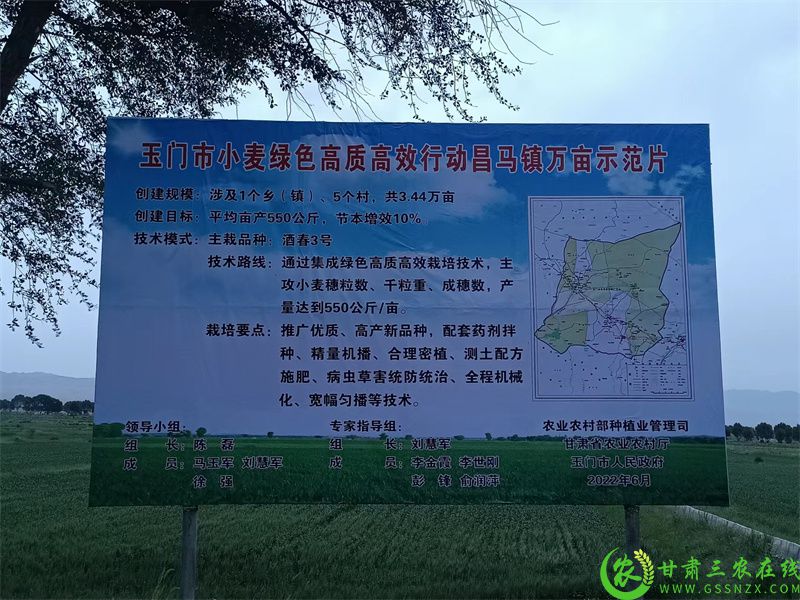 玉门市小麦绿色高质高效行动昌马镇万亩示范片
创建规模：涉及1个乡（镇）、5个村，共3.44万亩
创建目标：平均亩产550公斤，节本增效10%。
技术模式：主栽品种：酒春3号
技术路线：通过集成绿色高质高效栽培技术，主
攻小麦穗粒数、千粒重、成穗数，产
量达到550公斤/亩。
栽培要点：推广优质、高产新品种，配套药剂拌
种、精量机播、合理密植、测土配方
施肥、病虫草害统防统治、全程机械
化、宽幅匀播等技术。
领导小组：
组　长：陈　磊
成　员：马玉军　刘慧军
徐　强
专家指导组：
组　长：刘慧军
成　员：李金霞　李世刚
彭　锋　俞润萍
农业农村部种植业管理司
甘肃省农业农村厅
玉门市人民政府
2022年6月
农
甘肃三农在线
WWW.GSSNZX.COM